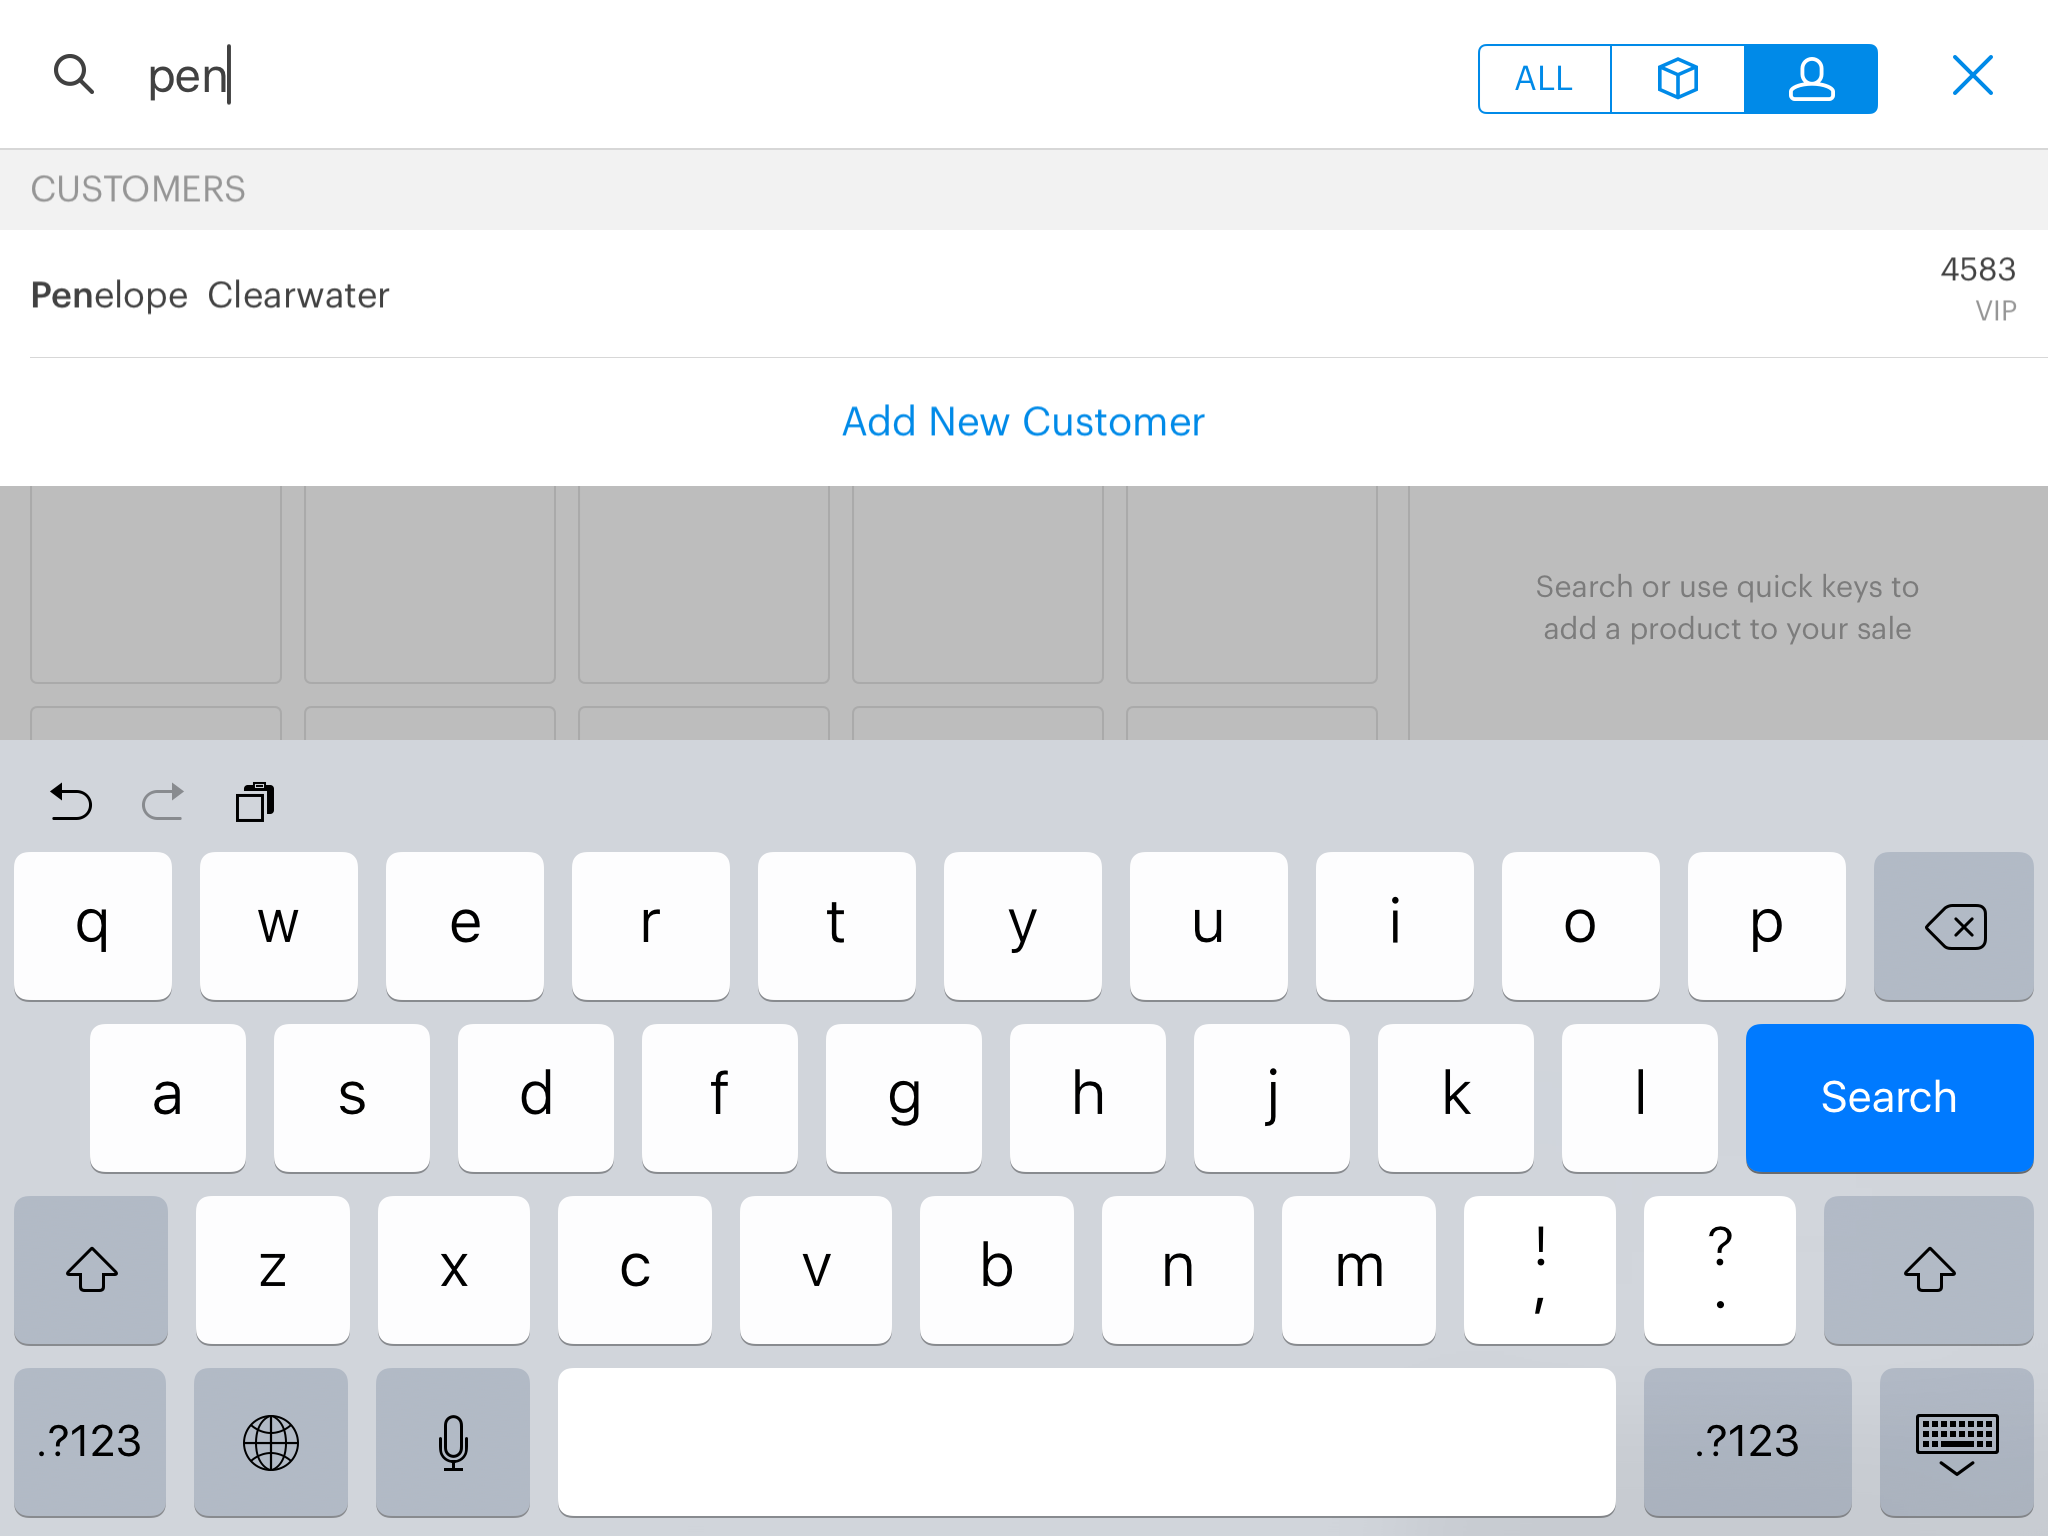 pen
ALL
CUSTOMERS
Penelope Clearwater
4583
VIP
Add New Customer
Search or use quick keys to
add a product to your sale
q w e r t y u i o p
a s d f g h j k l Search
z x c v b n m ! , ? .
.?123 .?123